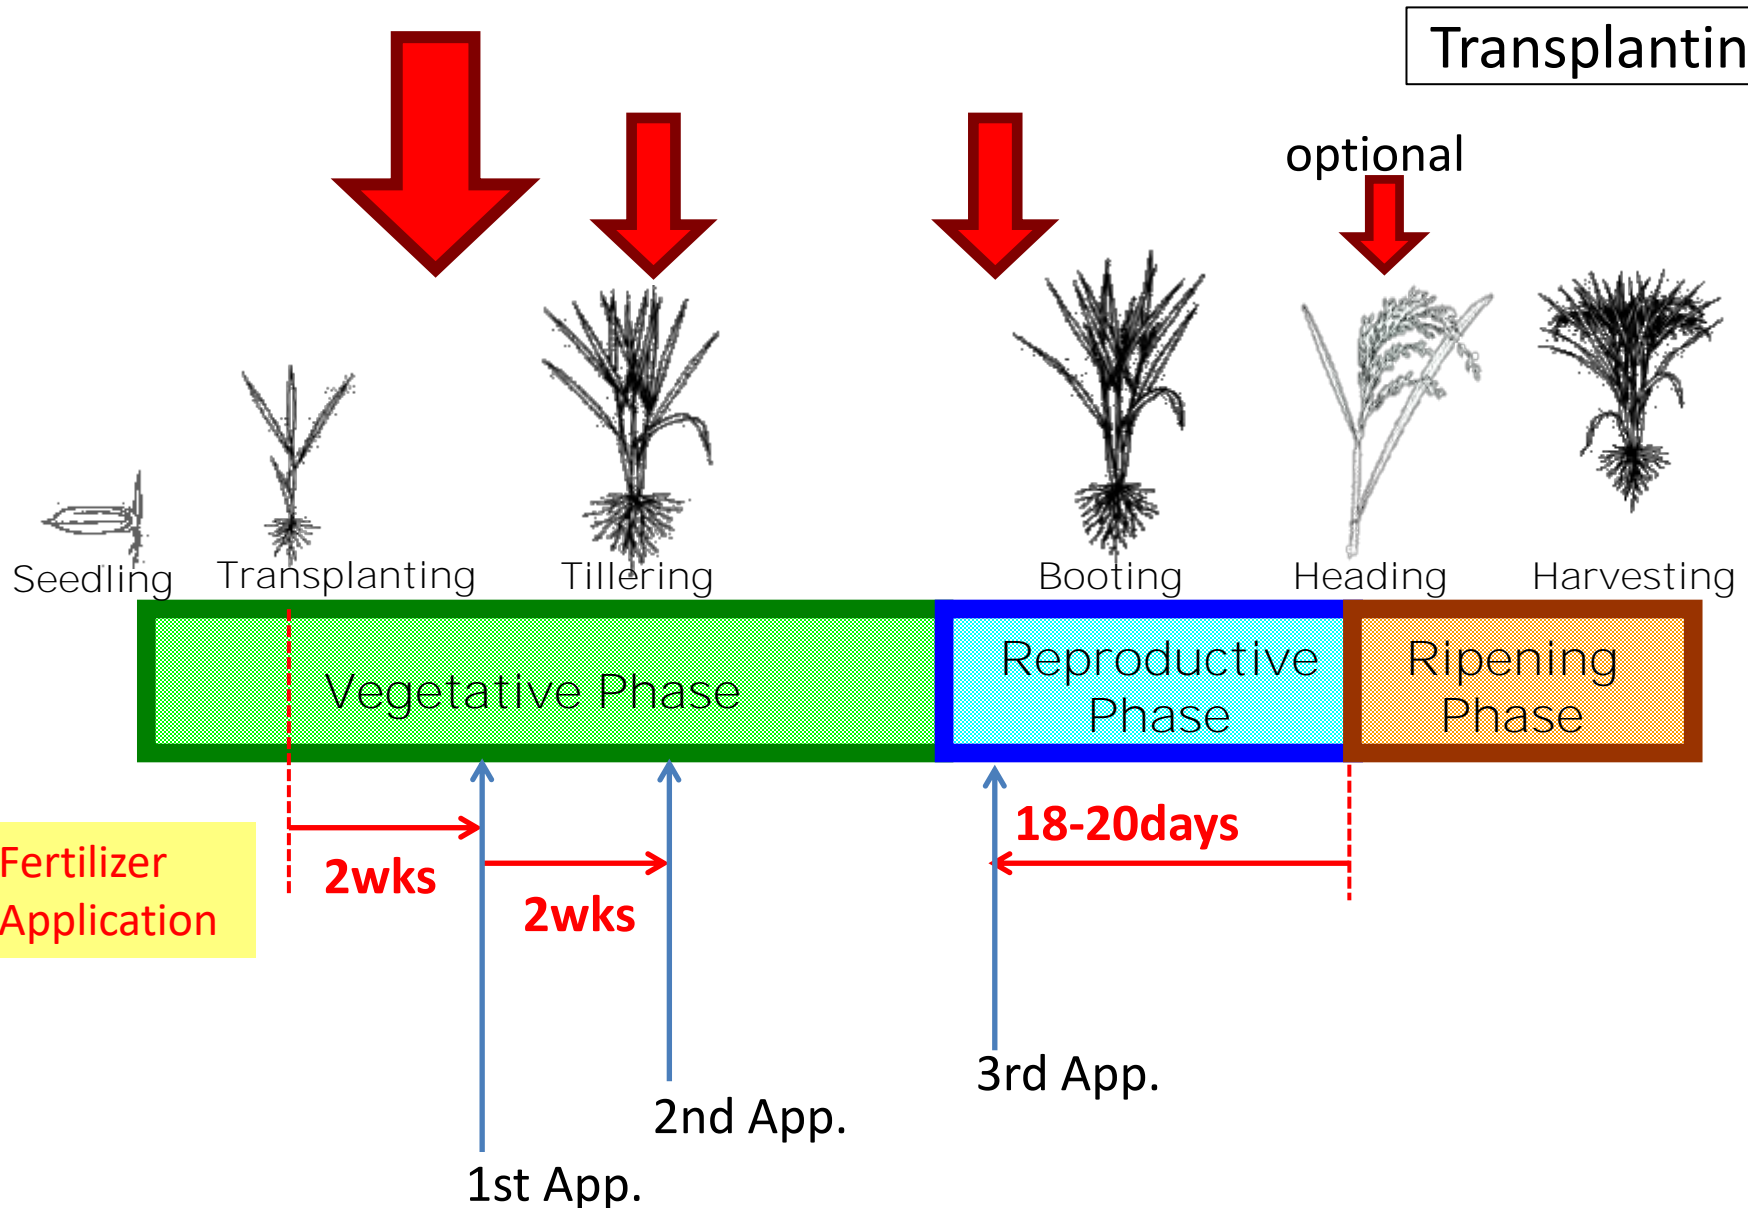 Transplantin
optional
Seedling
Transplanting
Tillering
Booting
Heading
Harvesting
Vegetative Phase
Reproductive
Phase
Ripening
Phase
Fertilizer
Application
2wks
2wks
18-20days
3rd App.
2nd App.
1st App.